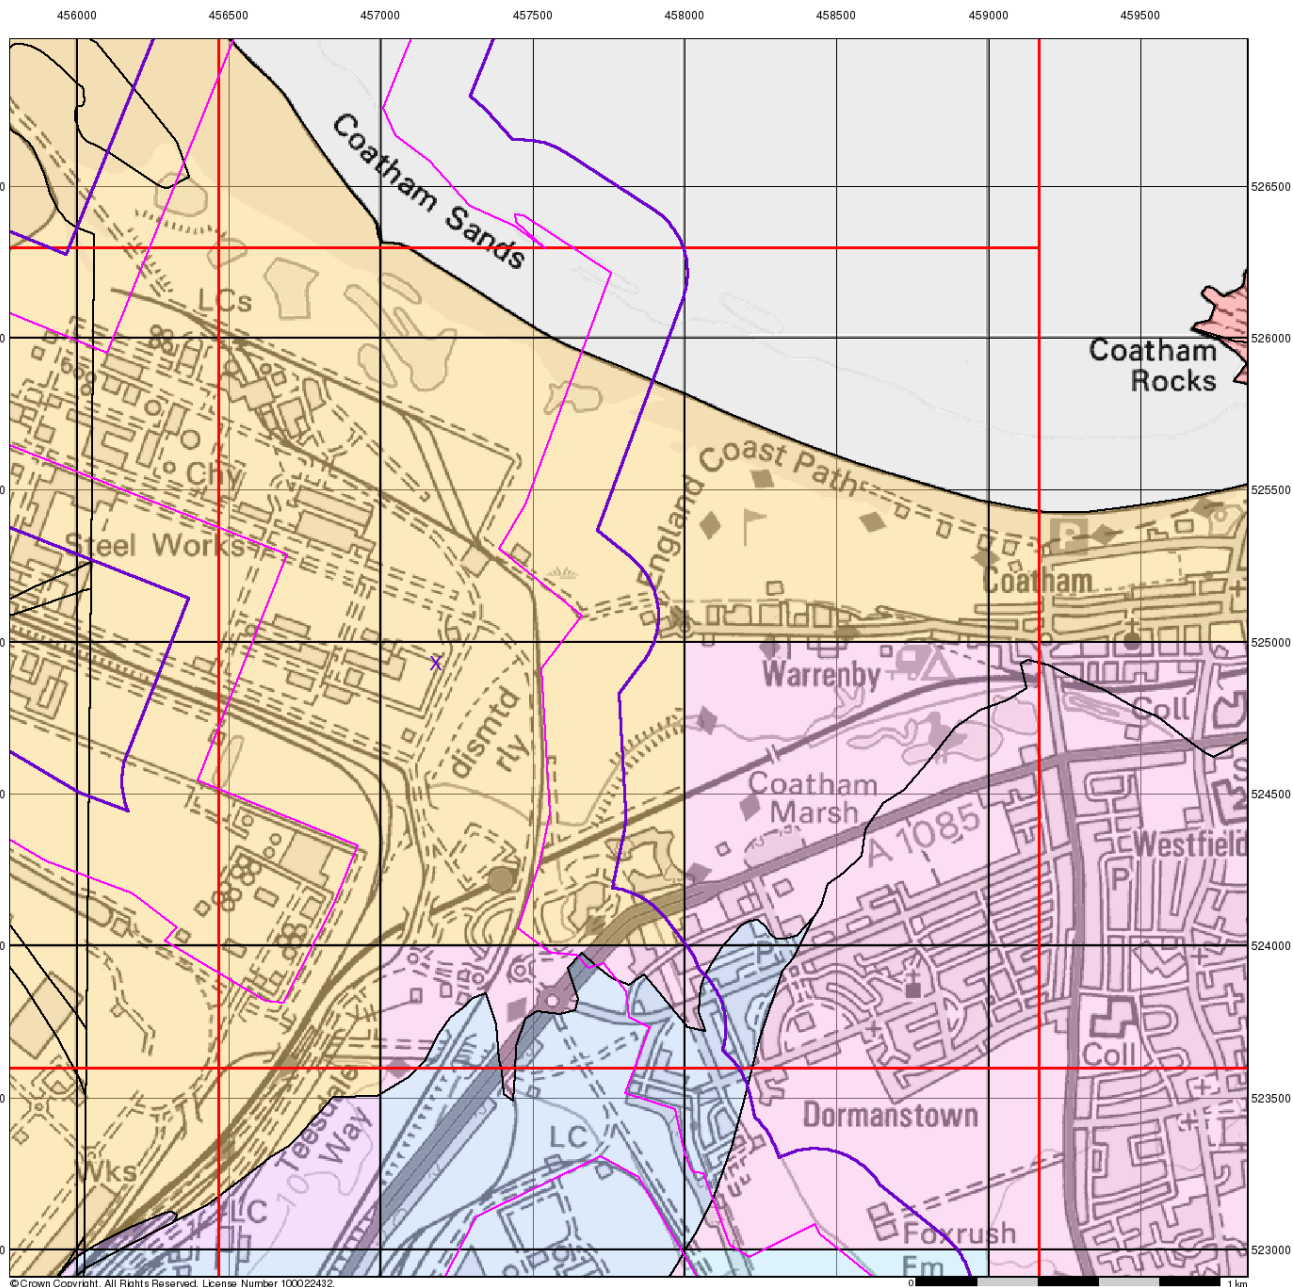 456000 456500 457000 457500 458000 458500 459000 459500
Coatham Sands
526500
LCs
526000
Coatham
Rocks
Chy
England Coast Path
525500
Steel Works
P
Coatham
525000
X
Warrenby
Coll
dismtd
rly
Coatham
Marsh
524500
A 1085
Westfield
P
524000
P
Coll
523500
Dormanstown
Teesdale
Way
LC
Wks
LC
Foxrush
Fm
523000
© Crown Copyright. All Rights Reserved. License Number 100022432.
0 1 km